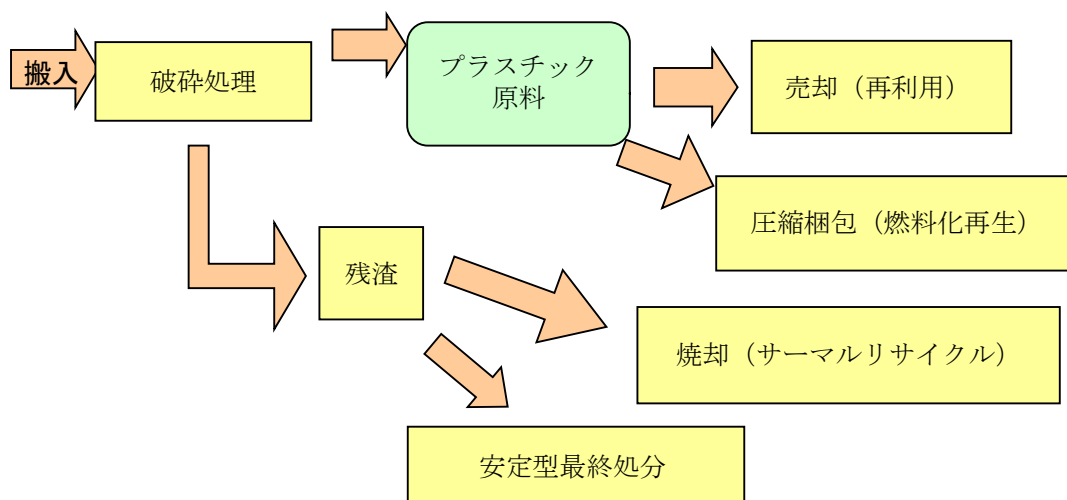 搬入
破砕処理
プラスチック
原料
売却（再利用）
圧縮梱包（燃料化再生）
残渣
焼却（サーマルリサイクル）
安定型最終処分